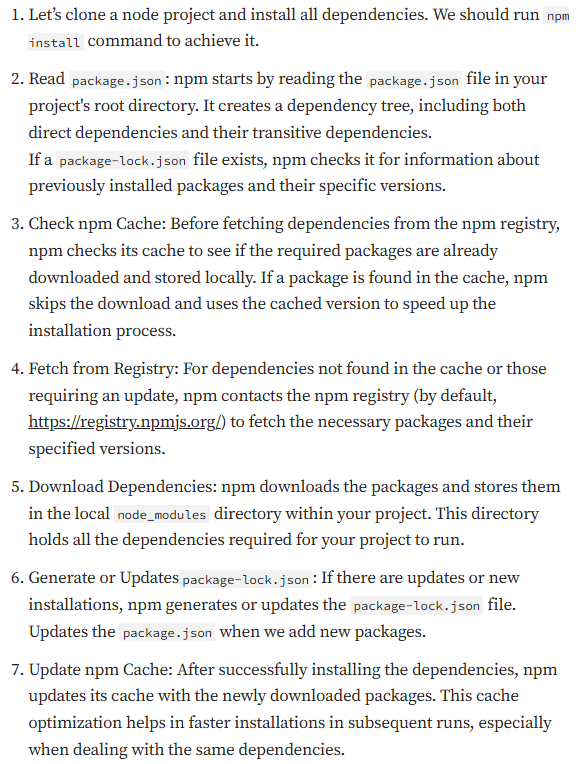 1. Let’s clone a node project and install all dependencies. We should run npm
install command to achieve it.
2. Read package.json: npm starts by reading the package.json file in your
project's root directory. It creates a dependency tree, including both
direct dependencies and their transitive dependencies.
If a package-lock.json file exists, npm checks it for information about
previously installed packages and their specific versions.
3. Check npm Cache: Before fetching dependencies from the npm registry,
npm checks its cache to see if the required packages are already
downloaded and stored locally. If a package is found in the cache, npm
skips the download and uses the cached version to speed up the
installation process.
4. Fetch from Registry: For dependencies not found in the cache or those
requiring an update, npm contacts the npm registry (by default,
https://registry.npmjs.org/) to fetch the necessary packages and their
specified versions.
5. Download Dependencies: npm downloads the packages and stores them
in the local node_modules directory within your project. This directory
holds all the dependencies required for your project to run.
6. Generate or Updates package-lock.json: If there are updates or new
installations, npm generates or updates the package-lock.json file.
Updates the package.json when we add new packages.
7. Update npm Cache: After successfully installing the dependencies, npm
updates its cache with the newly downloaded packages. This cache
optimization helps in faster installations in subsequent runs, especially
when dealing with the same dependencies.